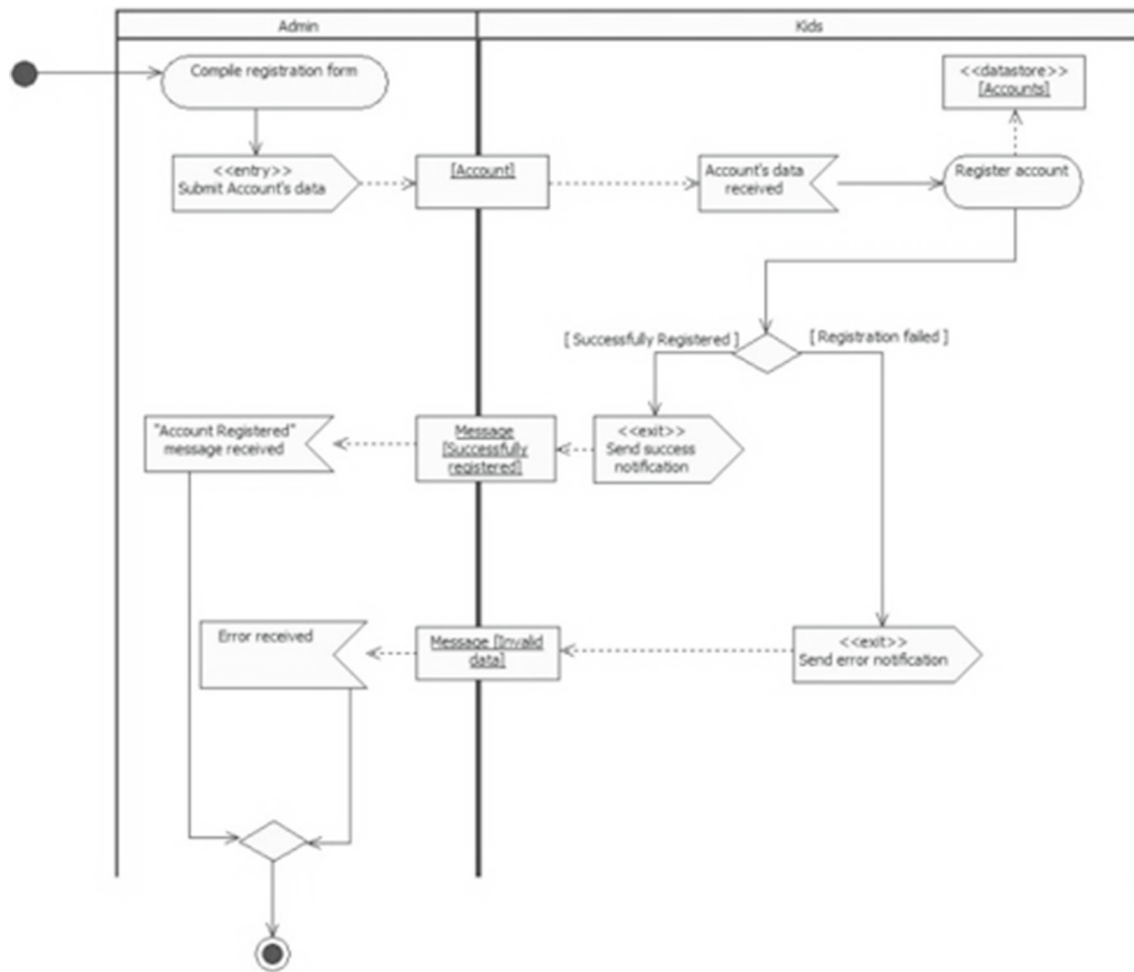 Admin
Kids
Compile registration form
<<datastore>>
[Accounts]
<<entry>>
Submit Account's data
[Account]
Account's data
received
Register account
[ Successfully Registered ]
[ Registration failed ]
"Account Registered"
message received
Message
[Successfully
registered]
<<exit>>
Send success
notification
Error received
Message [Invalid
data]
<<exit>>
Send error notification